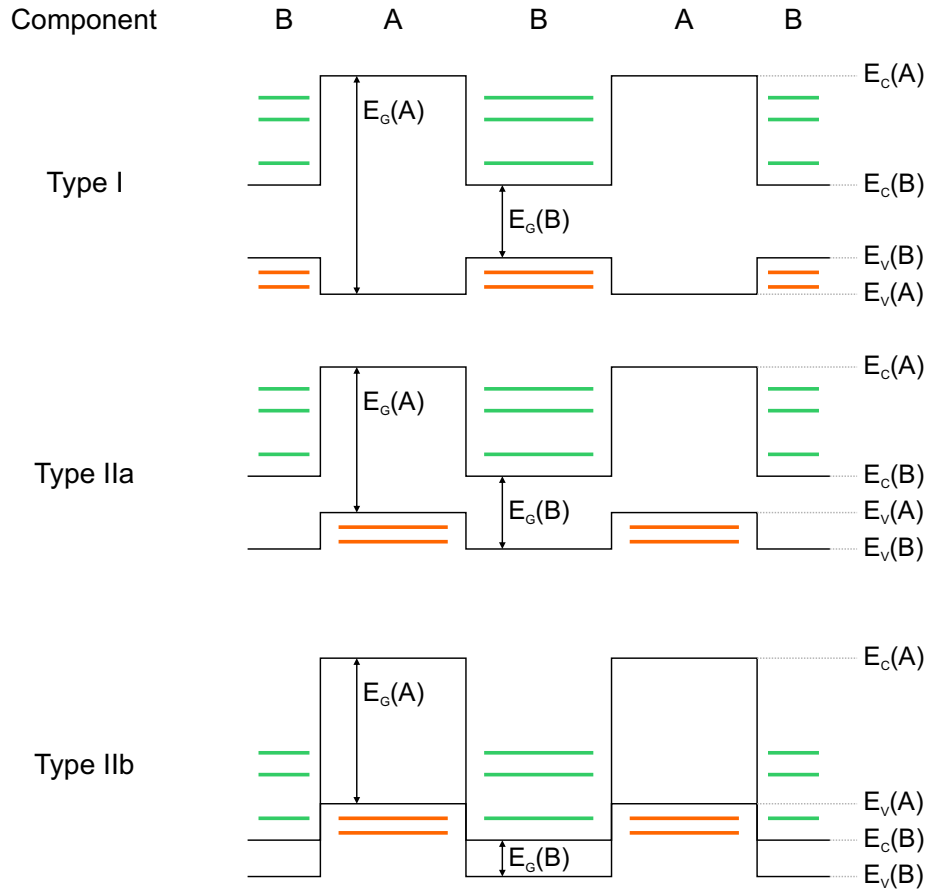 Component B A B A B
Type I
E_G(A)
E_G(B)
E_C(A)
E_C(B)
E_V(B)
E_V(A)
Type IIa
E_G(A)
E_G(B)
E_C(A)
E_C(B)
E_V(A)
E_V(B)
Type IIb
E_G(A)
E_G(B)
E_C(A)
E_V(A)
E_C(B)
E_V(B)